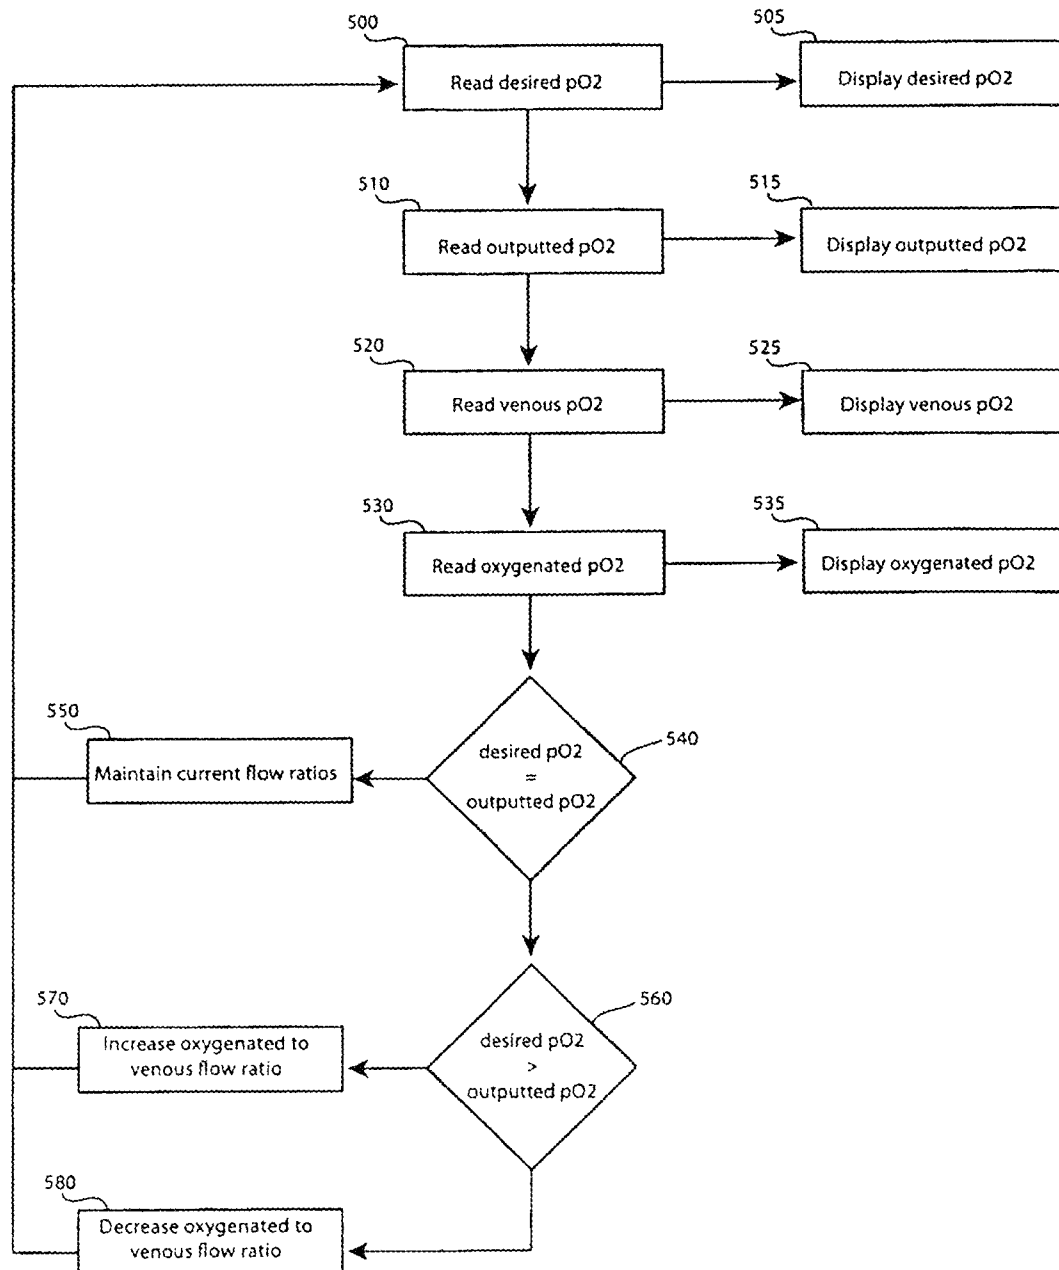 500
505
Read desired pO2
Display desired pO2
510
515
Read outputted pO2
Display outputted pO2
520
525
Read venous pO2
Display venous pO2
530
535
Read oxygenated pO2
Display oxygenated pO2
550
540
Maintain current flow ratios
desired pO2
=
outputted pO2
570
560
Increase oxygenated to
venous flow ratio
desired pO2
>
outputted pO2
580
Decrease oxygenated to
venous flow ratio